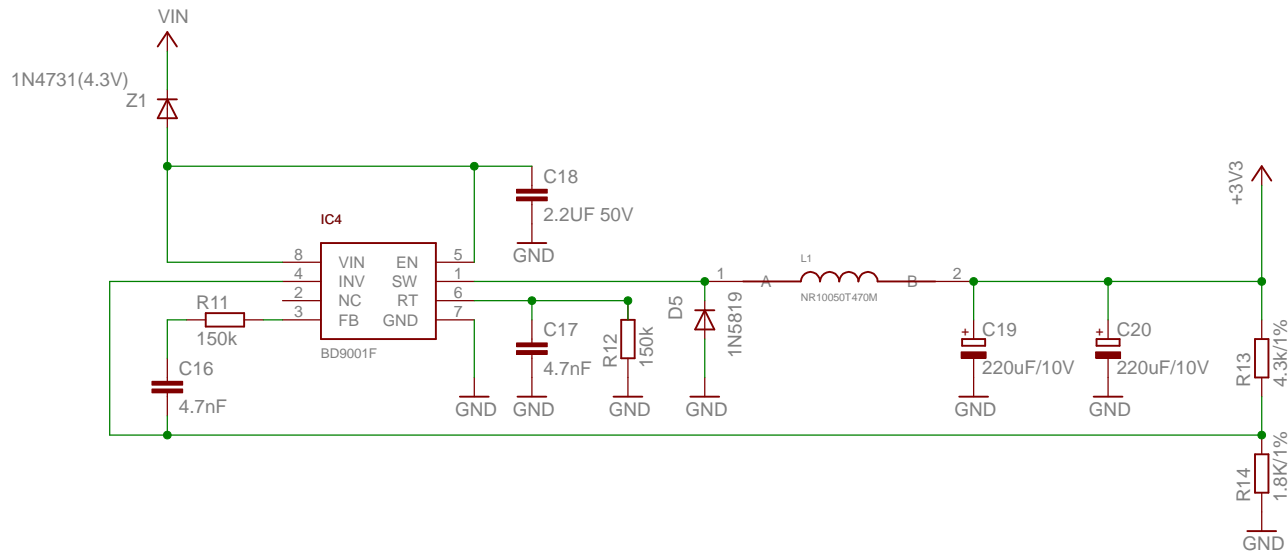 VIN
1N4731(4.3V)
Z1
C18
2.2UF 50V
GND
IC4
8
4
2
3
VIN
INV
NC
FB
EN
SW
RT
GND
5
1
6
7
BD9001F
R11
150k
C16
4.7nF
GND
C17
4.7nF
GND
R12
150k
GND
D5
1N5819
GND
1
A
L1
NR10050T470M
B
2
+
C19
220uF/10V
GND
+
C20
220uF/10V
GND
+3V3
R13
4.3k/1%
R14
1.8K/1%
GND